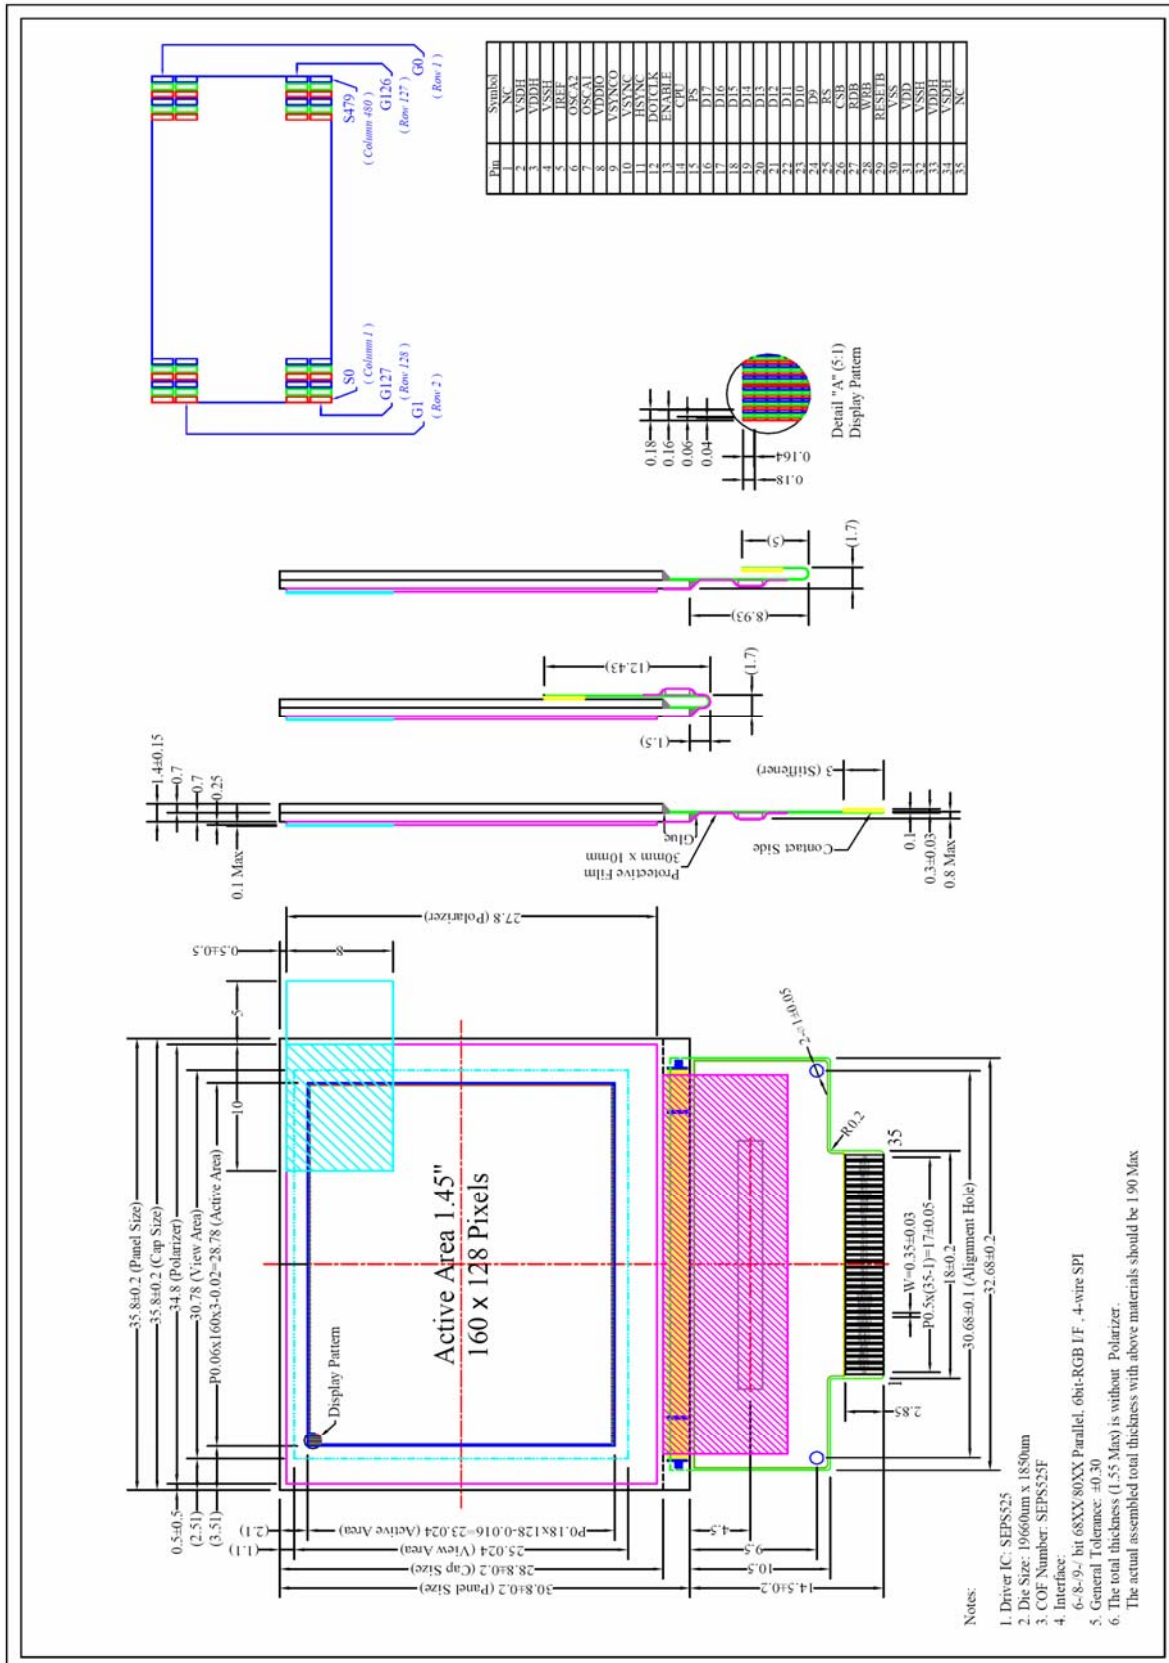 35.8±0.2 (Panel Size)
35.8±0.2 (Cap Size)
34.8 (Polarizer)
30.78 (View Area)
P0.06x160x3-0.02=28.78 (Active Area)
0.5±0.5
(2.51)
(3.51)
10
5
0.5±0.5
8
27.8 (Polarizer)
Display Pattern
Active Area 1.45"
160 x 128 Pixels
(2.1)
(1.1)
P0.18x128-0.016=23.024 (Active Area)
25.024 (View Area)
28.8±0.2 (Cap Size)
30.8±0.2 (Panel Size)
4.5
9.5
10.5
14.5±0.2
2.85
1
35
R0.2
W=0.35±0.03
P0.5x(35-1)=17±0.05
18±0.2
30.68±0.1 (Alignment Hole)
32.68±0.2
1.4±0.15
0.7
0.7
0.25
0.1 Max
Glue
Protective Film
30mm x 10mm
Contact Side
3 (Stiffener)
0.1
0.3±0.03
0.8 Max
(1.5)
(12.43)
(1.7)
(8.93)
(5)
(1.7)
0.18
0.16
0.06
0.04
0.164
0.18
Detail "A" (5:1)
Display Pattern
S0
( Column 1 )
G127
( Row 128 )
G1
( Row 2 )
S479
( Column 480 )
G126
( Row 127 )
G0
( Row 1 )
Pin Symbol
1 NC
2 VSDH
3 VDDH
4 VSSH
5 IREF
6 OSCA2
7 OSCA1
8 VDDIO
9 VSYNCO
10 VSYNC
11 HSYNC
12 DOTCLK
13 ENABLE
14 CPU
15 PS
16 D17
17 D16
18 D15
19 D14
20 D13
21 D12
22 D11
23 D10
24 D9
25 RS
26 CSB
27 RDB
28 WRB
29 RESETB
30 VSS
31 VDD
32 VSSH
33 VDDH
34 VSDH
35 NC
Notes:
1. Driver IC: SEPS525
2. Die Size: 19660um x 1850um
3. COF Number: SEPS525F
4. Interface:
6-/8-/9-/ bit 68XX/80XX Parallel, 6bit-RGB I/F , 4-wire SPI
5. General Tolerance: ±0.30
6. The total thickness (1.55 Max) is without Polarizer.
The actual assembled total thickness with above materials should be 1.90 Max